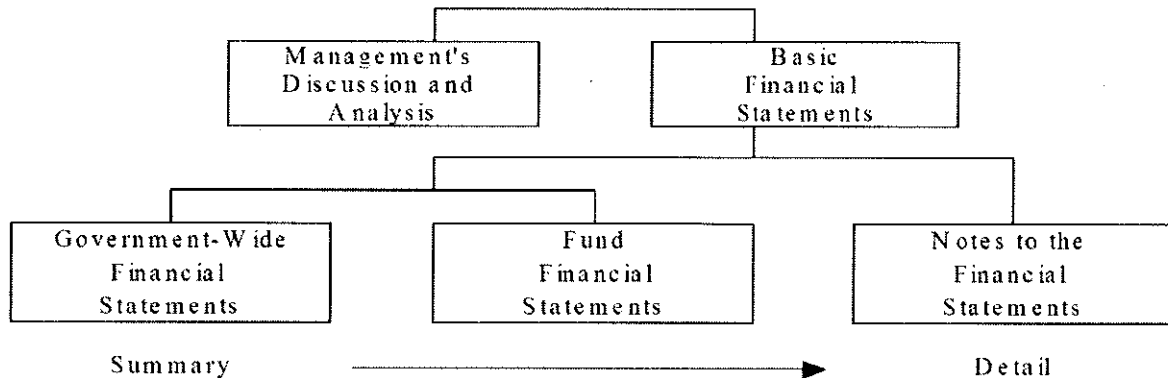 Management's
Discussion and
Analysis
Basic
Financial
Statements
Government-Wide
Financial
Statements
Fund
Financial
Statements
Notes to the
Financial
Statements
Summary
Detail